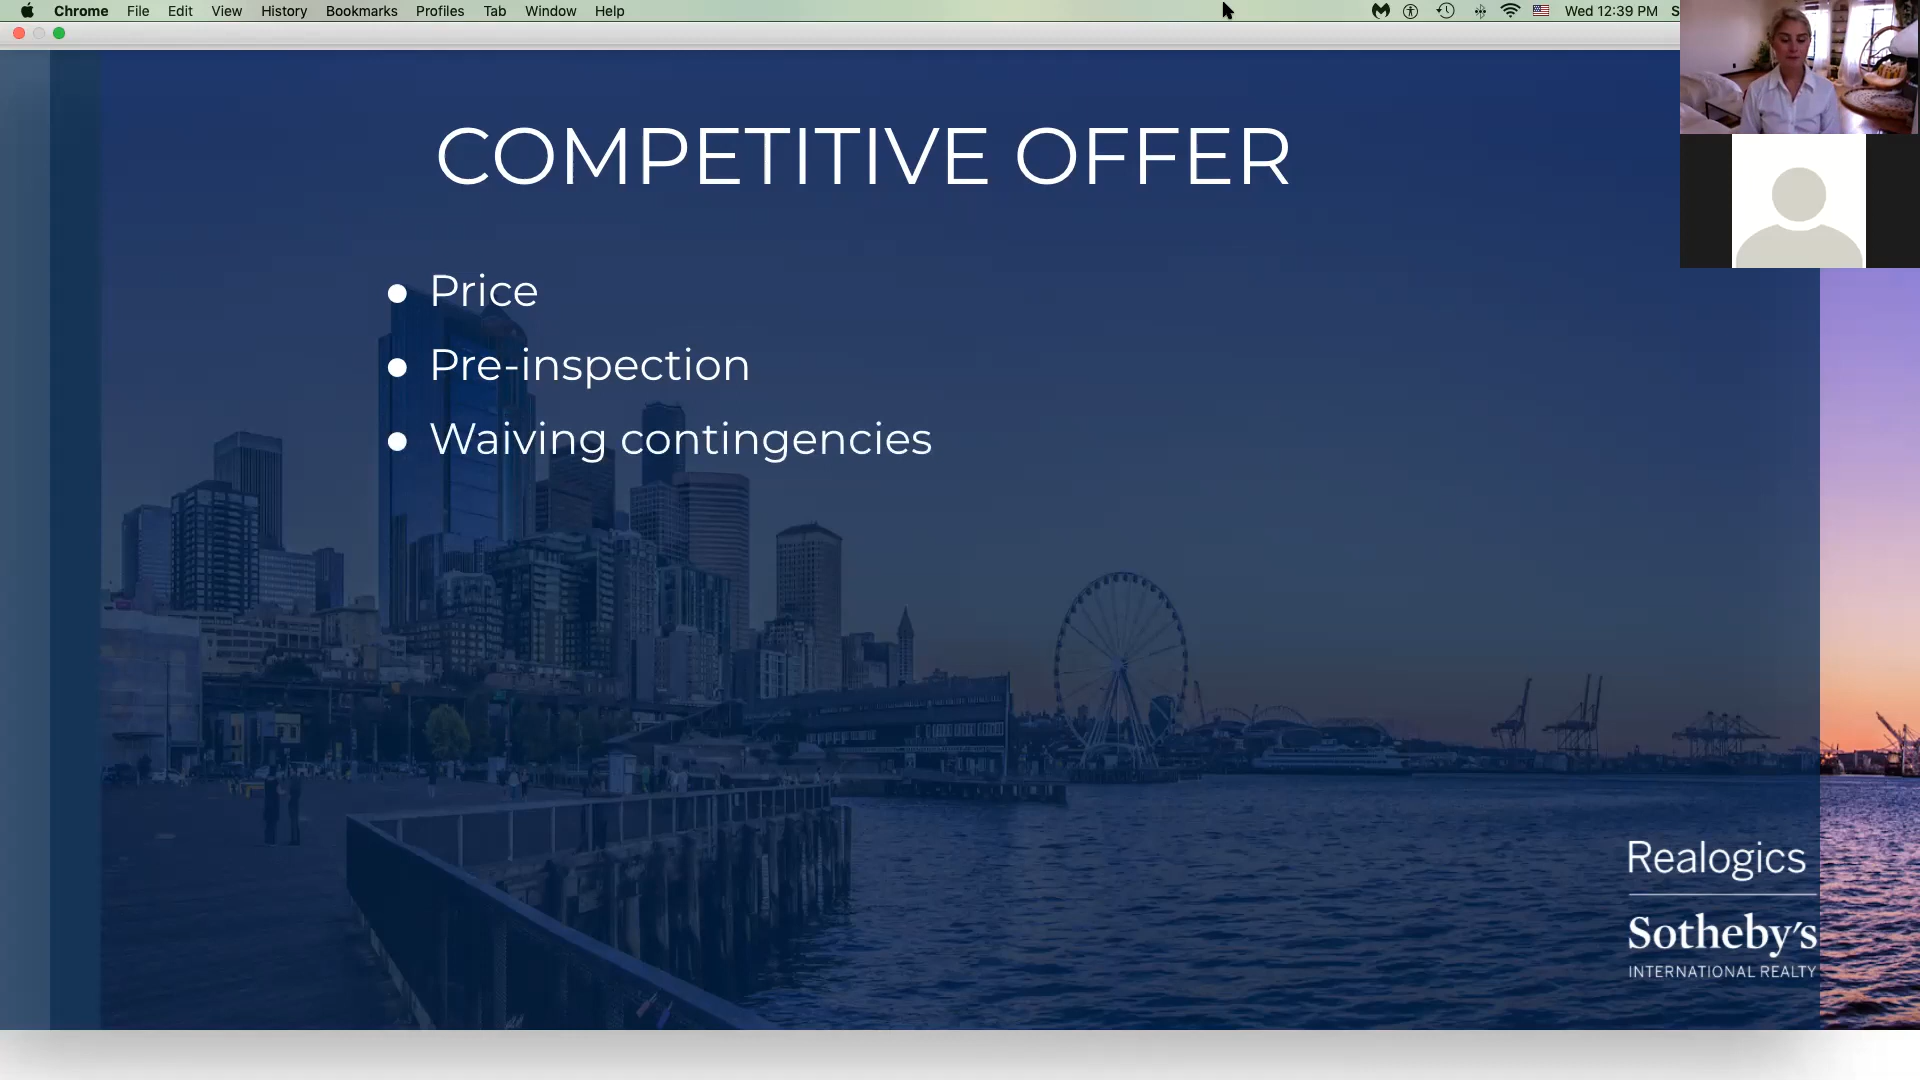 Chrome File Edit View History Bookmarks Profiles Tab Window Help Wed 12:39 PM S
COMPETITIVE OFFER
● Price
● Pre-inspection
● Waiving contingencies
Realogics
Sotheby's
INTERNATIONAL REALTY